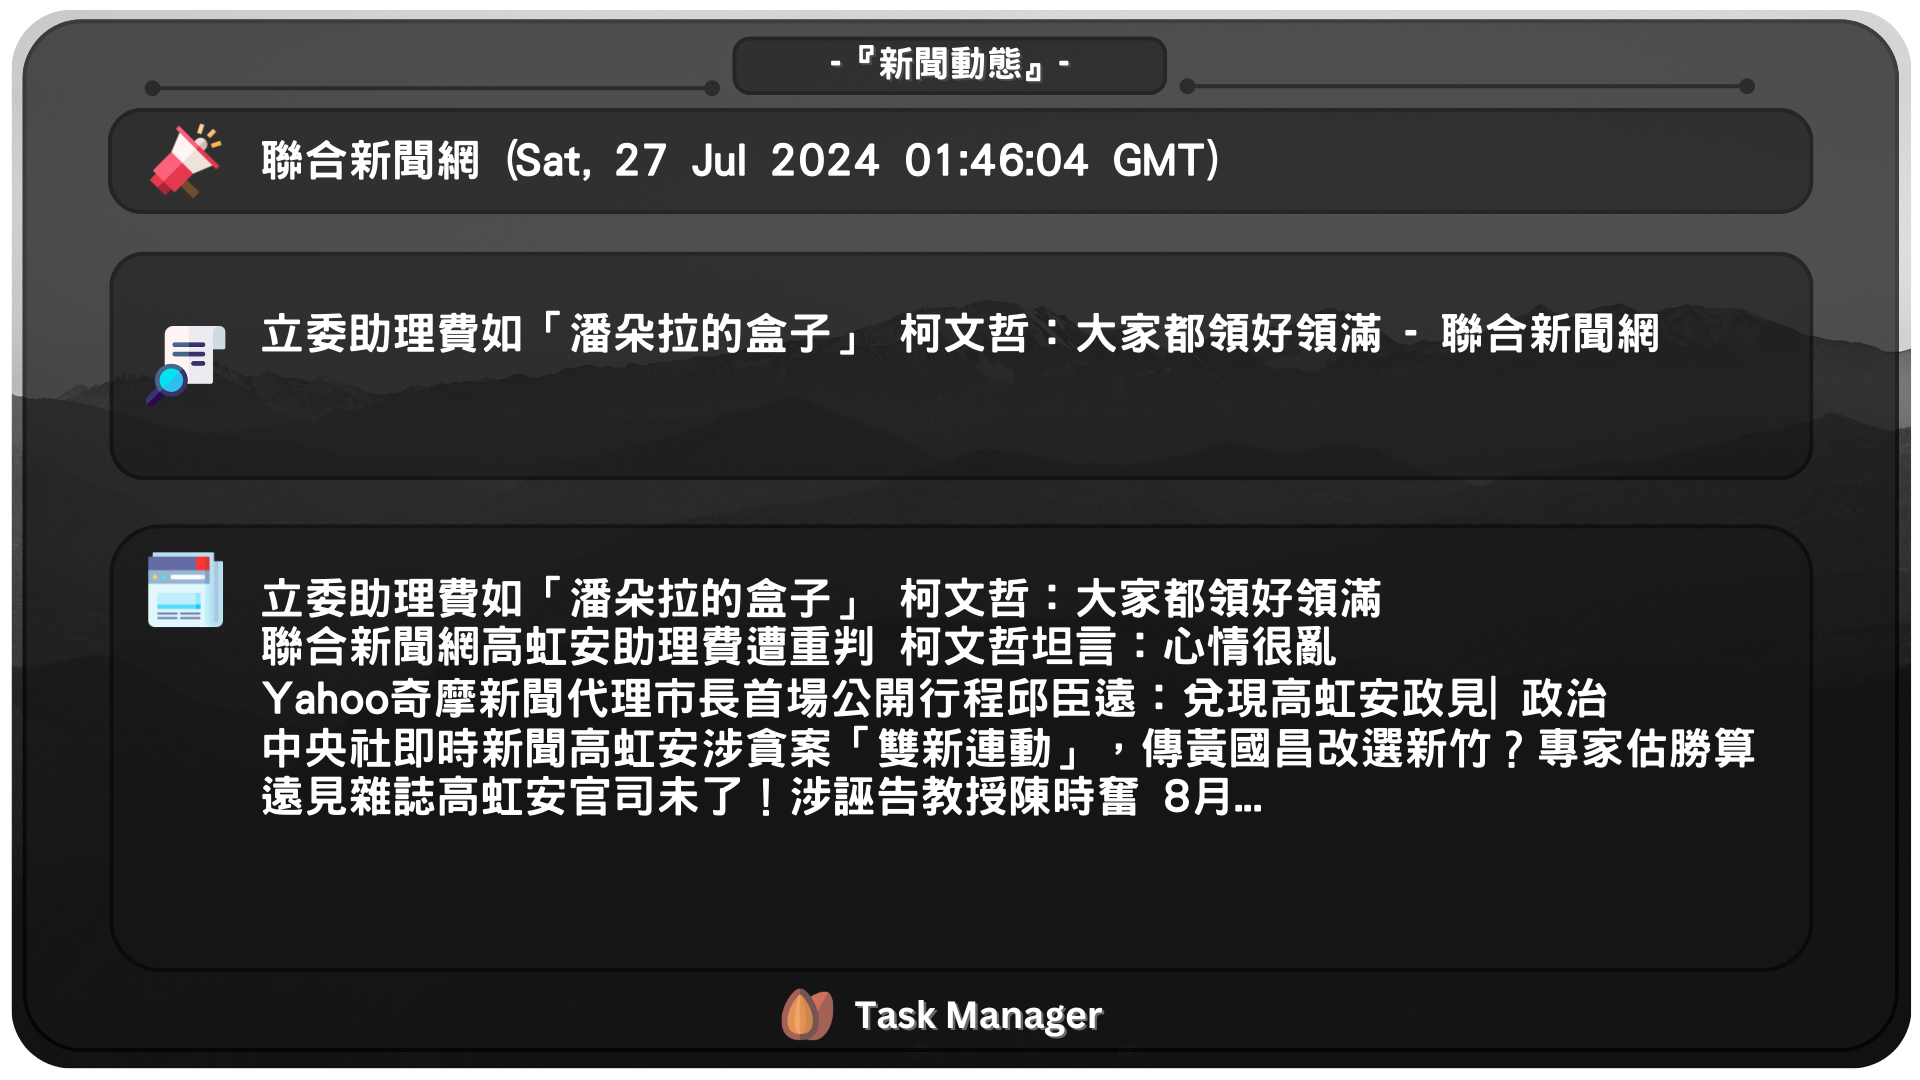 -『新聞動態』-
聯合新聞網 (Sat, 27 Jul 2024 01:46:04 GMT)
立委助理費如「潘朵拉的盒子」 柯文哲：大家都領好領滿 - 聯合新聞網
立委助理費如「潘朵拉的盒子」 柯文哲：大家都領好領滿
聯合新聞網高虹安助理費遭重判 柯文哲坦言：心情很亂
Yahoo奇摩新聞代理市長首場公開行程邱臣遠：兌現高虹安政見| 政治
中央社即時新聞高虹安涉貪案「雙新連動」，傳黃國昌改選新竹？專家估勝算
遠見雜誌高虹安官司未了！涉誣告教授陳時奮 8月...
Task Manager